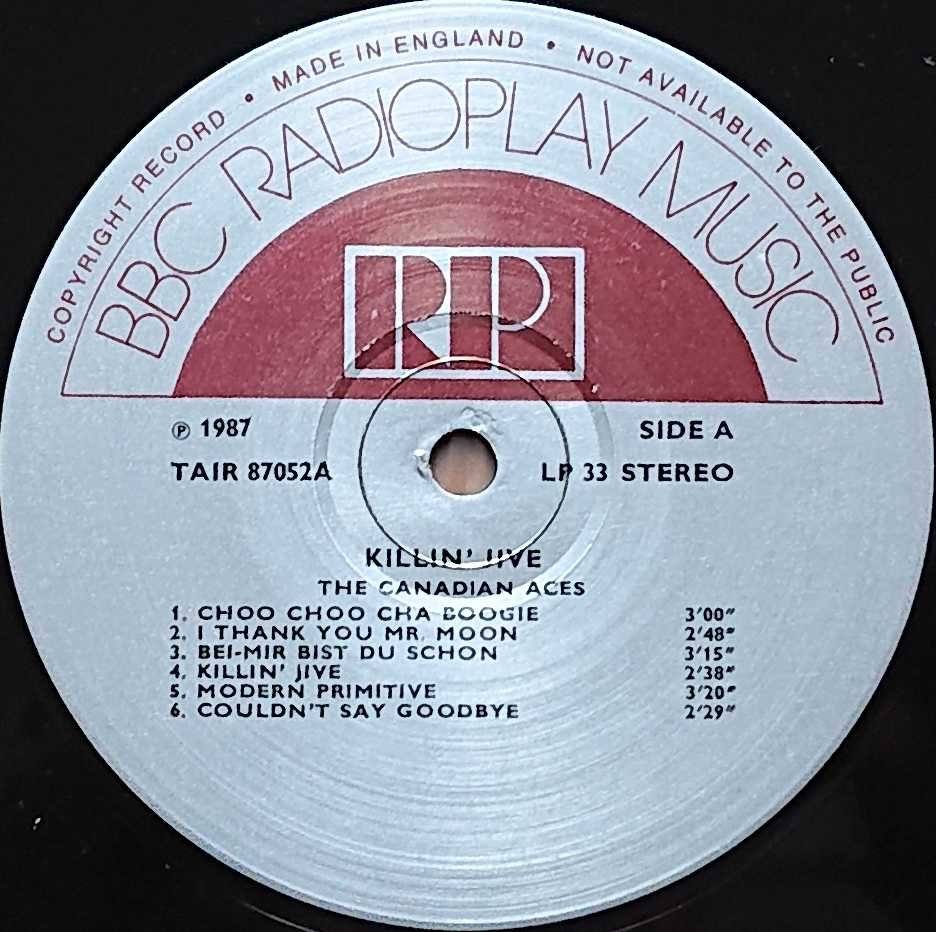 COPYRIGHT RECORD • MADE IN ENGLAND • NOT AVAILABLE TO THE PUBLIC
BBC RADIOPLAY MUSIC
RP
℗ 1987
SIDE A
TAIR 87052A
LP 33 STEREO
KILLIN' JIVE
THE CANADIAN ACES
1. CHOO CHOO CHA BOOGIE 3'00"
2. I THANK YOU MR. MOON 2'48"
3. BEI-MIR BIST DU SCHON 3'15"
4. KILLIN' JIVE 2'38"
5. MODERN PRIMITIVE 3'20"
6. COULDN'T SAY GOODBYE 2'29"